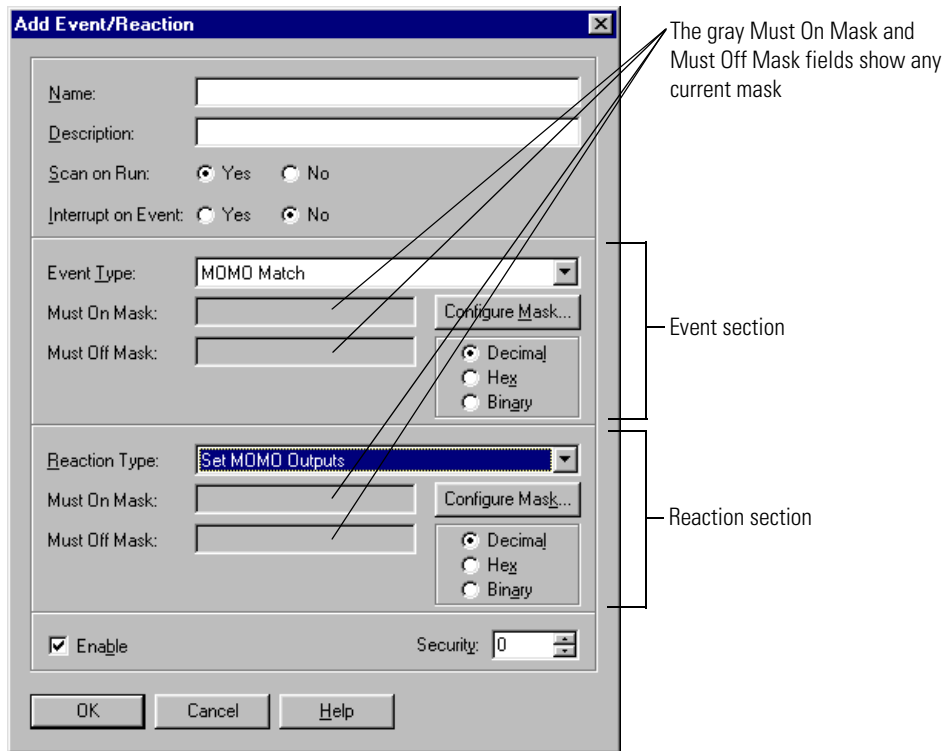 Add Event/Reaction
The gray Must On Mask and
Must Off Mask fields show any
current mask
Name:
Description:
Scan on Run: Yes No
Interrupt on Event: Yes No
Event Type: MOMO Match
Must On Mask: Configure Mask...
Must Off Mask: Decimal
Hex
Binary
Event section
Reaction Type: Set MOMO Outputs
Must On Mask: Configure Mask...
Must Off Mask: Decimal
Hex
Binary
Reaction section
Enable Security: 0
OK Cancel Help